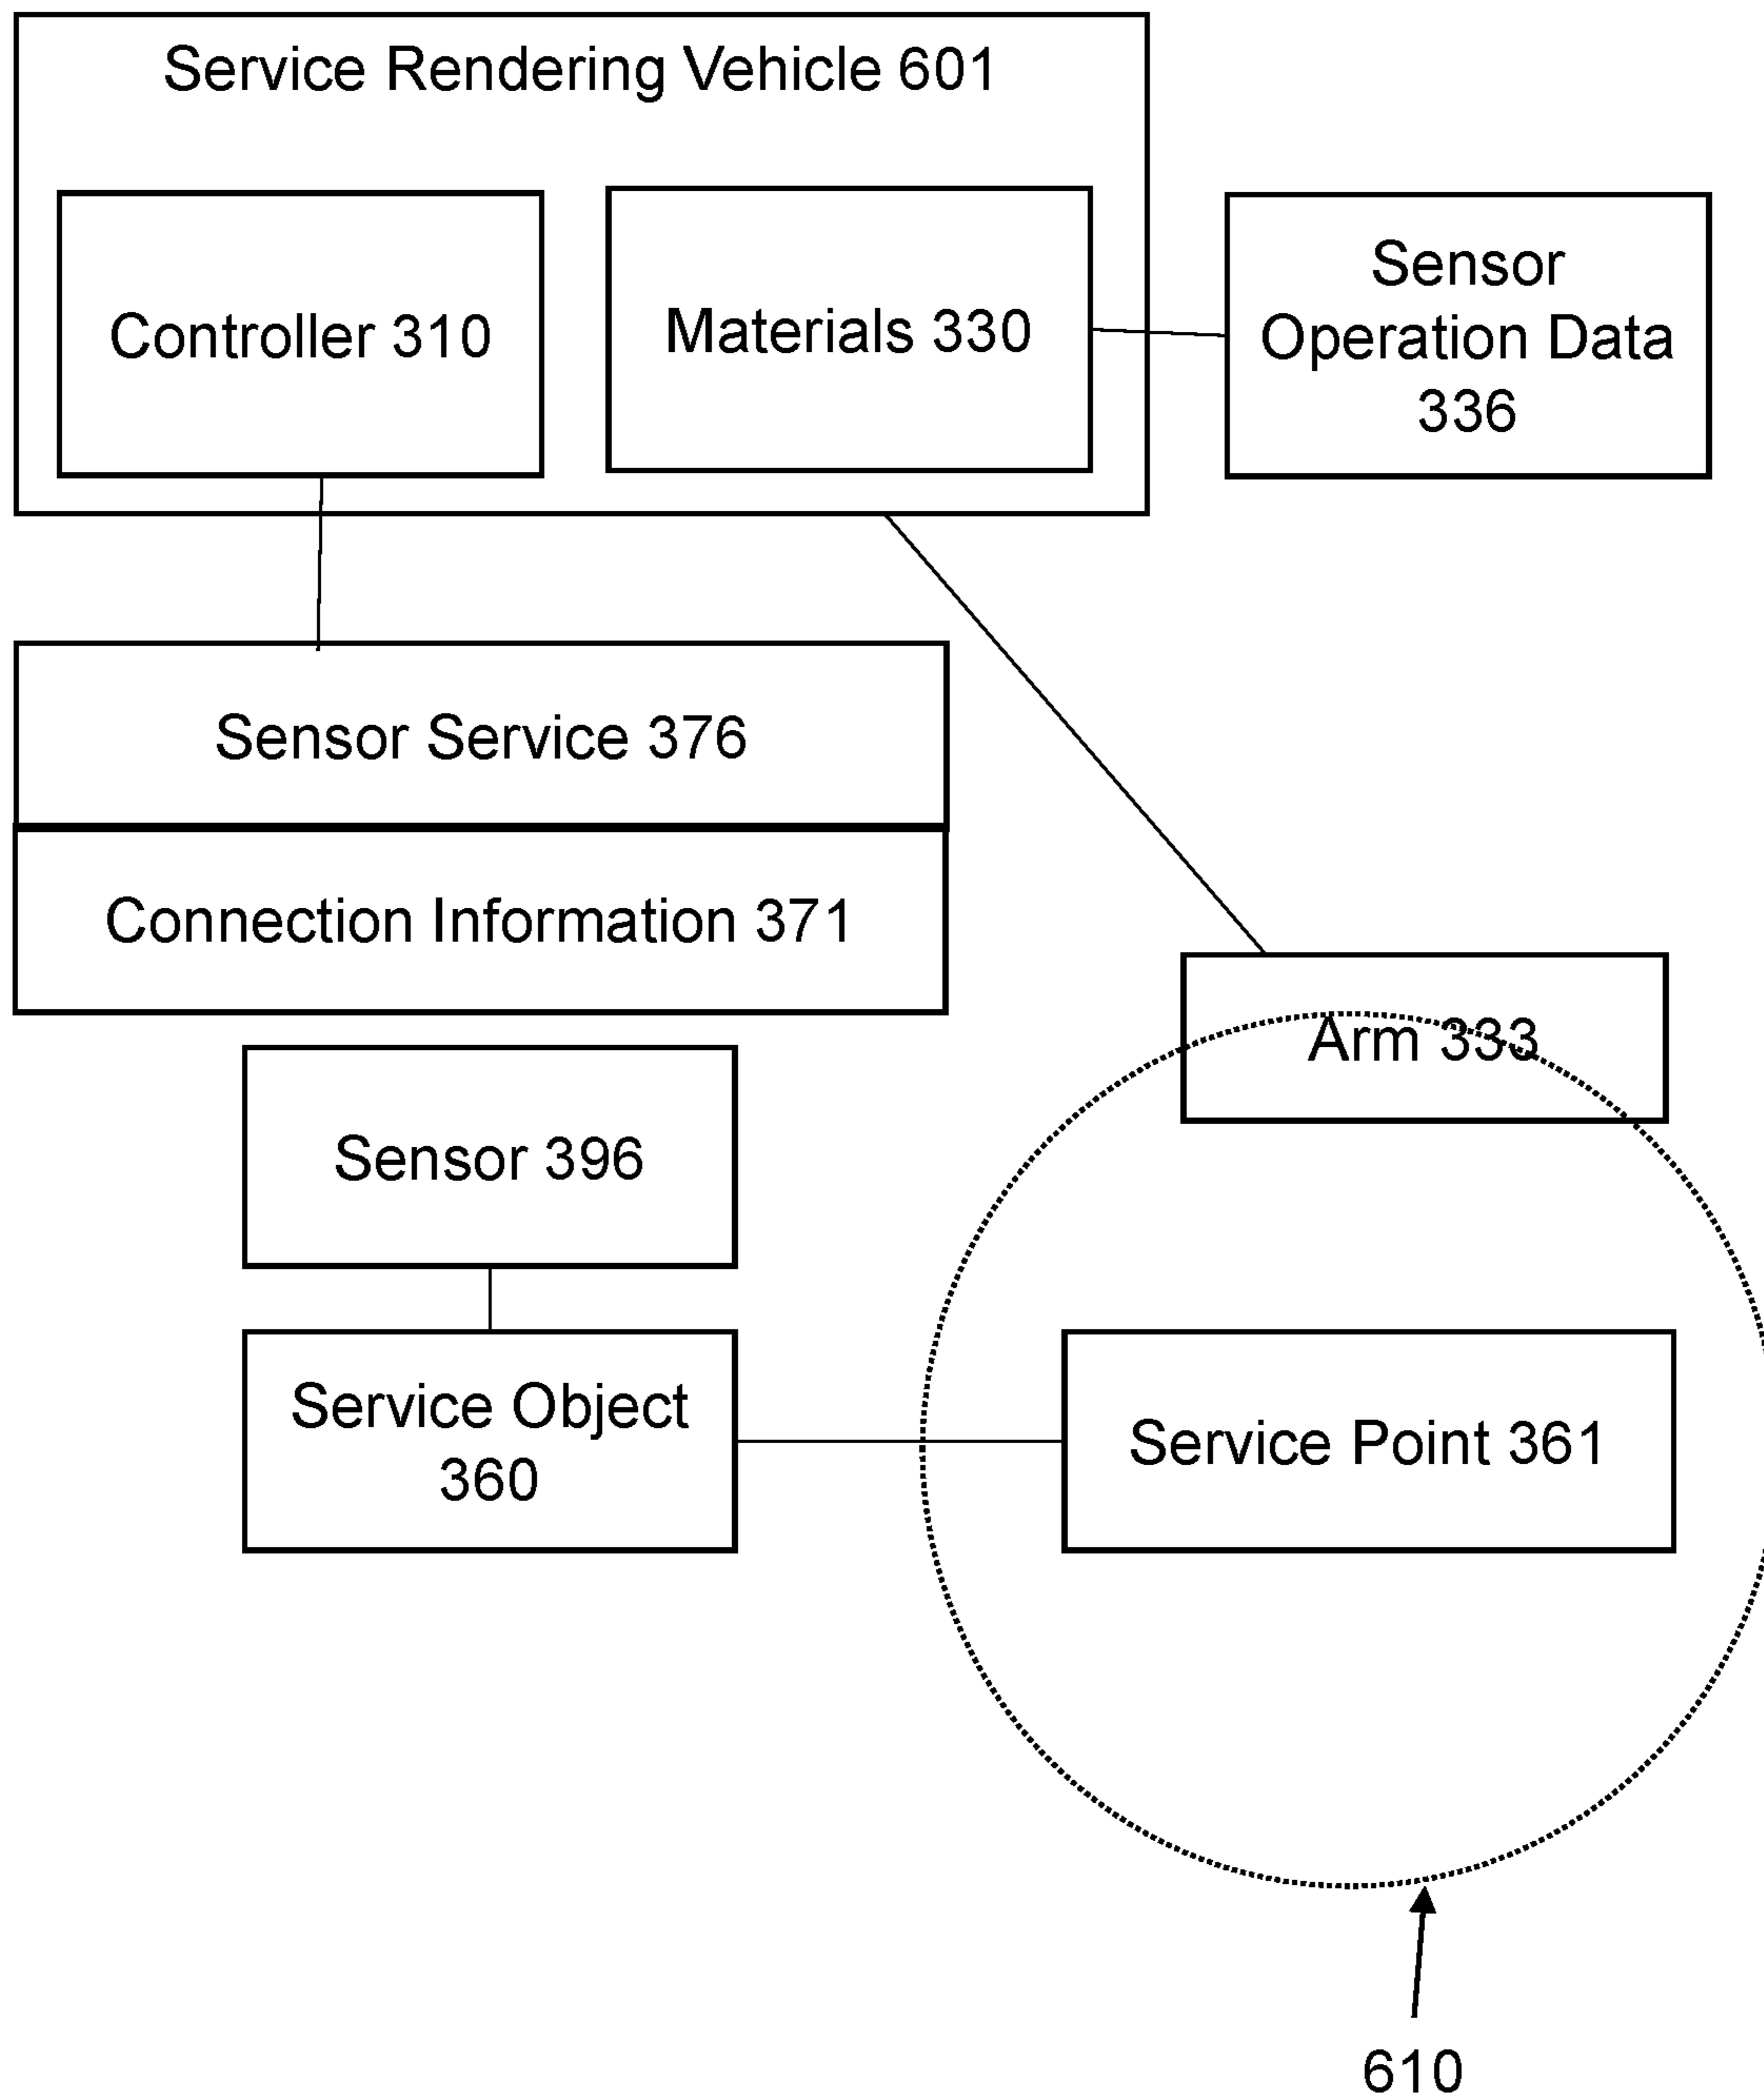 Service Rendering Vehicle 601
Controller 310
Materials 330
Sensor
Operation Data
336
Sensor Service 376
Connection Information 371
Arm 333
Sensor 396
Service Object
360
Service Point 361
610